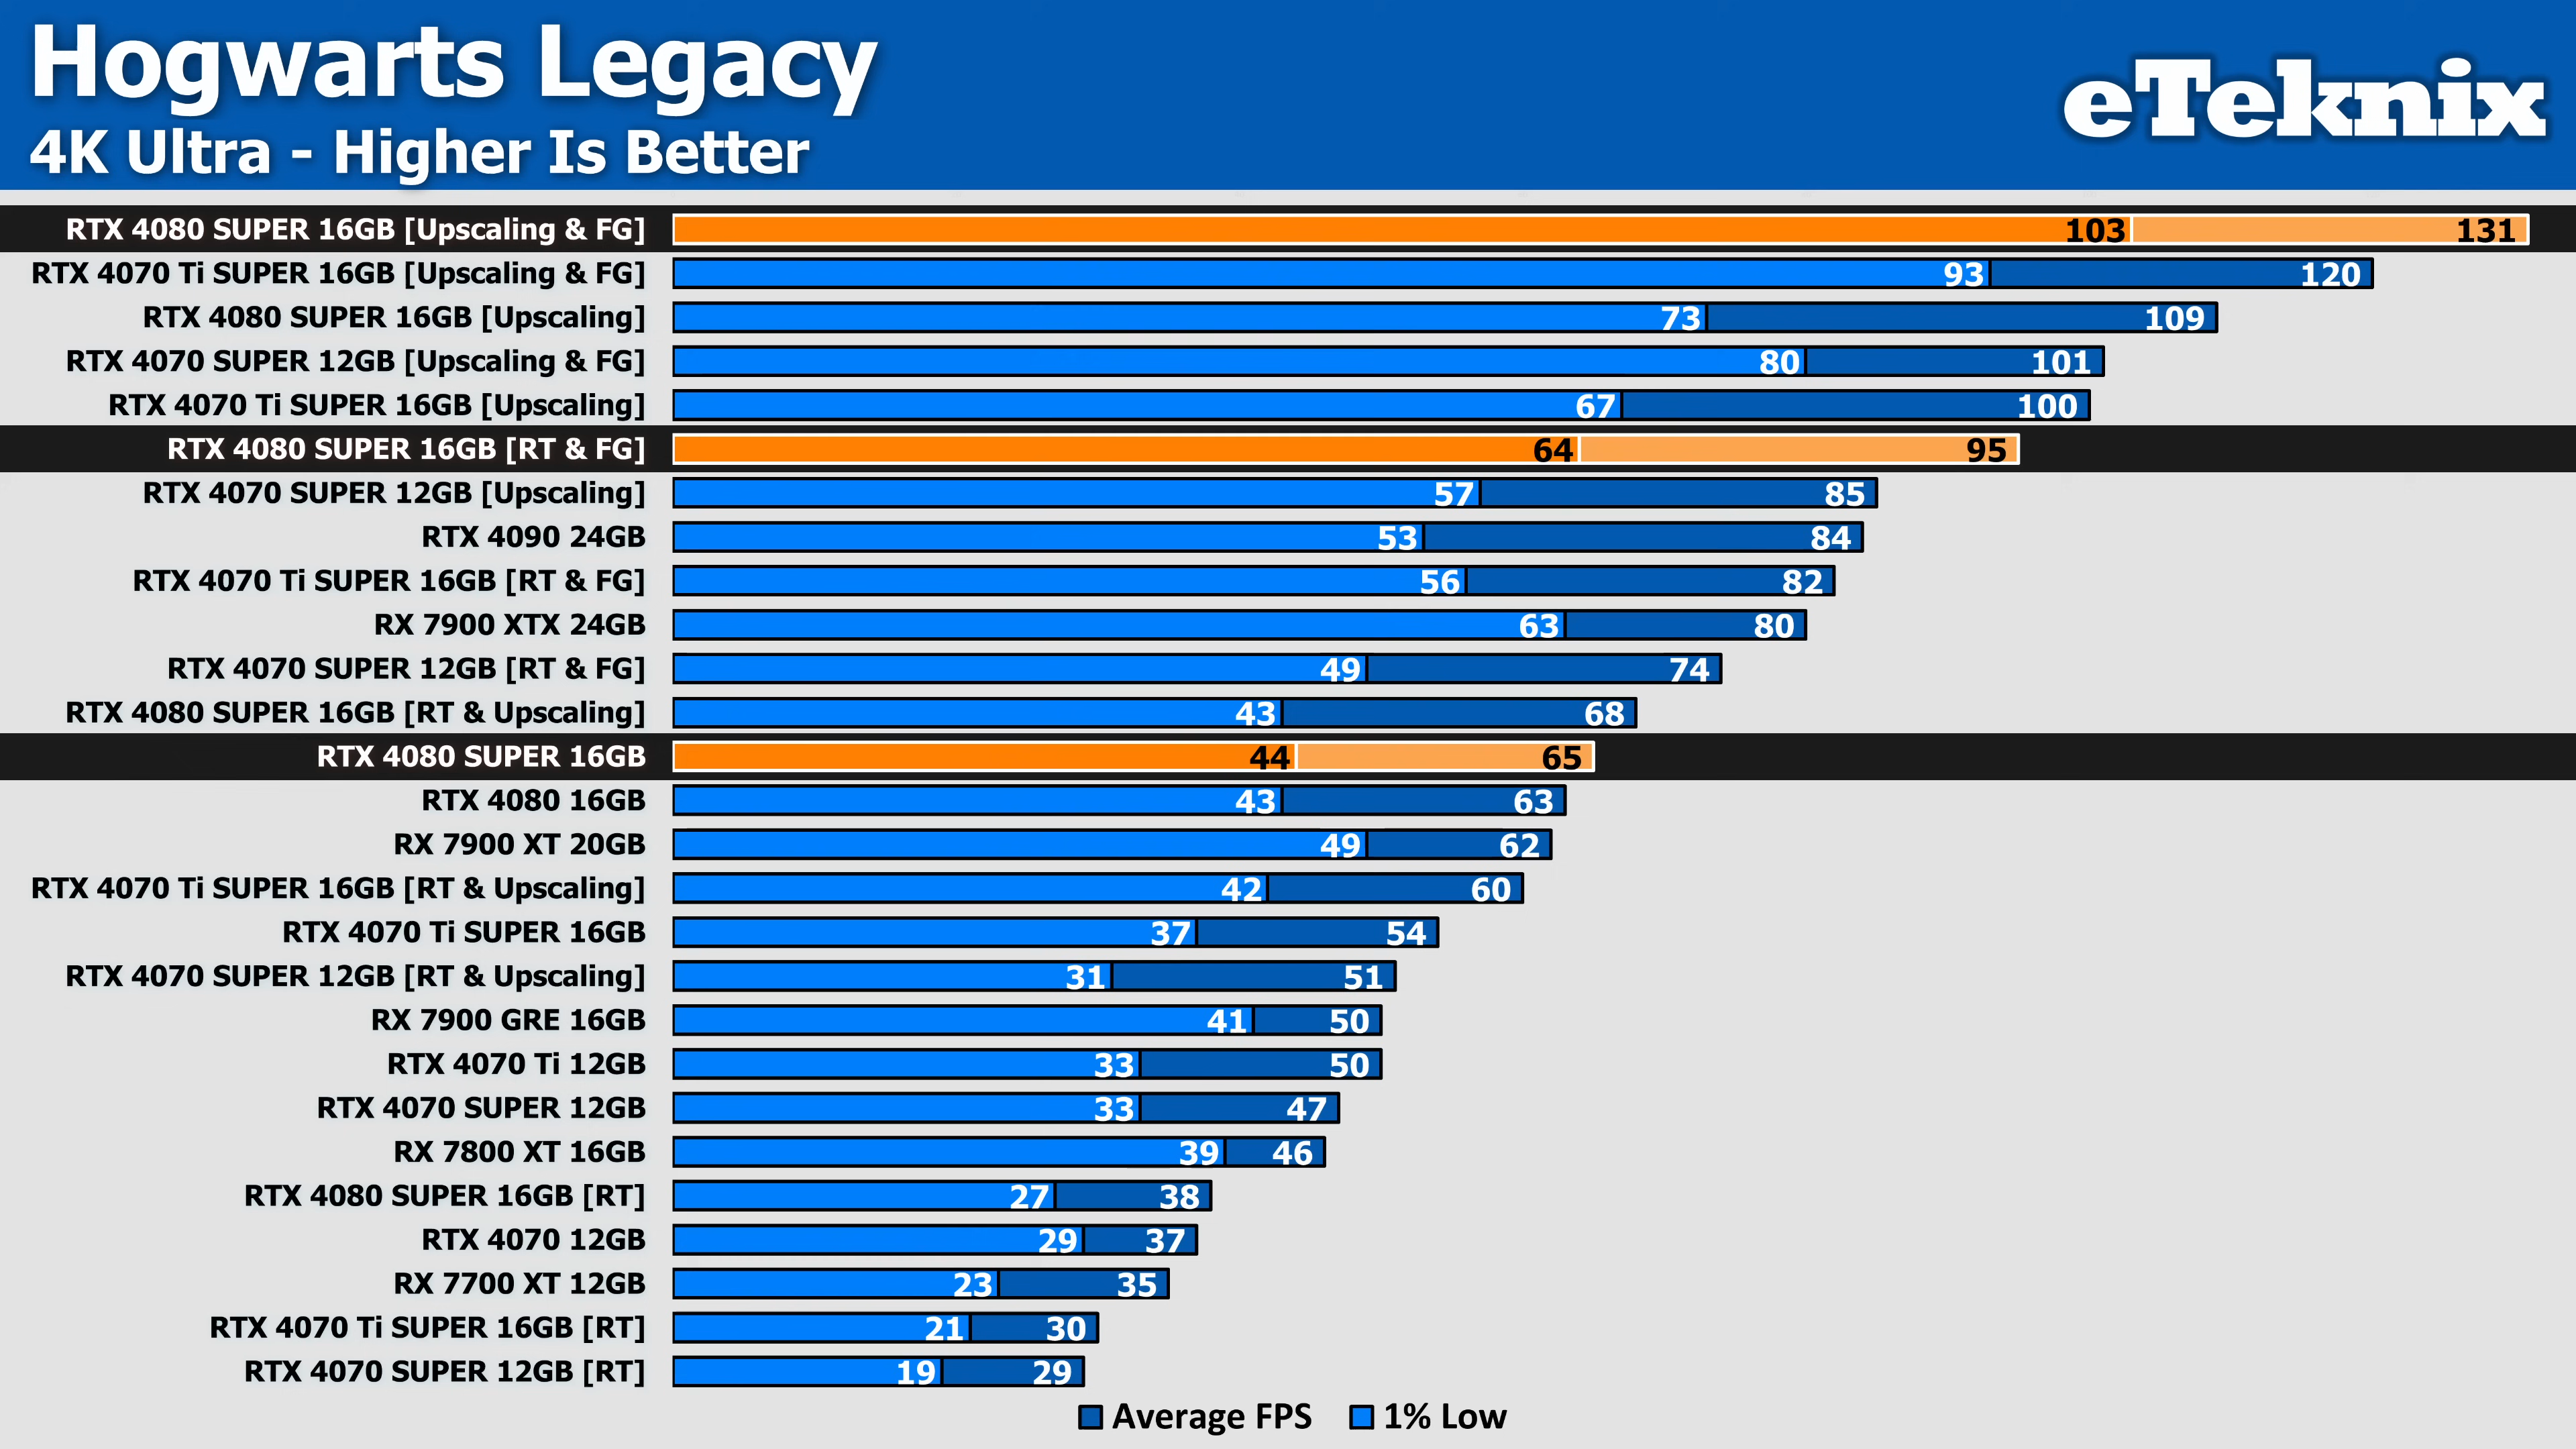 Hogwarts Legacy
eTeknix
4K Ultra - Higher Is Better
RTX 4080 SUPER 16GB [Upscaling & FG] 103 131
RTX 4070 Ti SUPER 16GB [Upscaling & FG] 93 120
RTX 4080 SUPER 16GB [Upscaling] 73 109
RTX 4070 SUPER 12GB [Upscaling & FG] 80 101
RTX 4070 Ti SUPER 16GB [Upscaling] 67 100
RTX 4080 SUPER 16GB [RT & FG] 64 95
RTX 4070 SUPER 12GB [Upscaling] 57 85
RTX 4090 24GB 53 84
RTX 4070 Ti SUPER 16GB [RT & FG] 56 82
RX 7900 XTX 24GB 63 80
RTX 4070 SUPER 12GB [RT & FG] 49 74
RTX 4080 SUPER 16GB [RT & Upscaling] 43 68
RTX 4080 SUPER 16GB 44 65
RTX 4080 16GB 43 63
RX 7900 XT 20GB 49 62
RTX 4070 Ti SUPER 16GB [RT & Upscaling] 42 60
RTX 4070 Ti SUPER 16GB 37 54
RTX 4070 SUPER 12GB [RT & Upscaling] 31 51
RX 7900 GRE 16GB 41 50
RTX 4070 Ti 12GB 33 50
RTX 4070 SUPER 12GB 33 47
RX 7800 XT 16GB 39 46
RTX 4080 SUPER 16GB [RT] 27 38
RTX 4070 12GB 29 37
RX 7700 XT 12GB 23 35
RTX 4070 Ti SUPER 16GB [RT] 21 30
RTX 4070 SUPER 12GB [RT] 19 29
Average FPS 1% Low